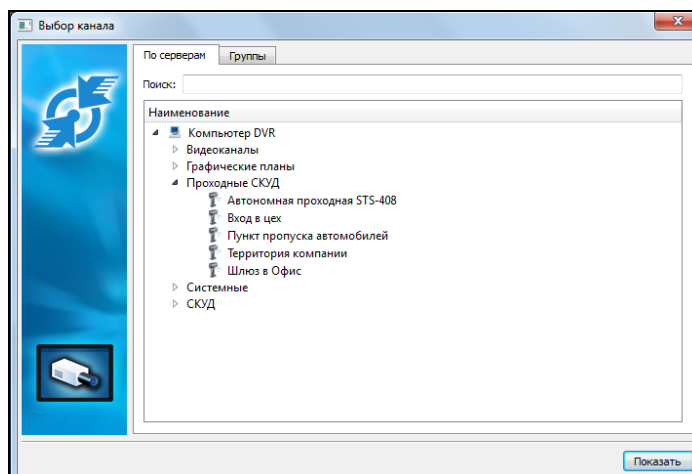 Выбор канала
По серверам
Группы
Поиск:
Наименование
Компьютер DVR
Видеоканалы
Графические планы
Проходные СКУД
Автономная проходная STS-408
Вход в цех
Пункт пропуска автомобилей
Территория компании
Шлюз в Офис
Системные
СКУД
Показать